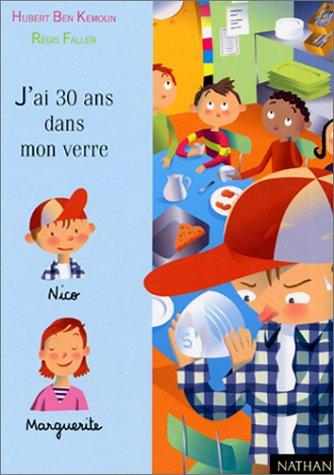 HUBERT BEN KEMOUN
RÉGIS FALLER
J'ai 30 ans
dans
mon verre
Nico
Marguerite
NATHAN